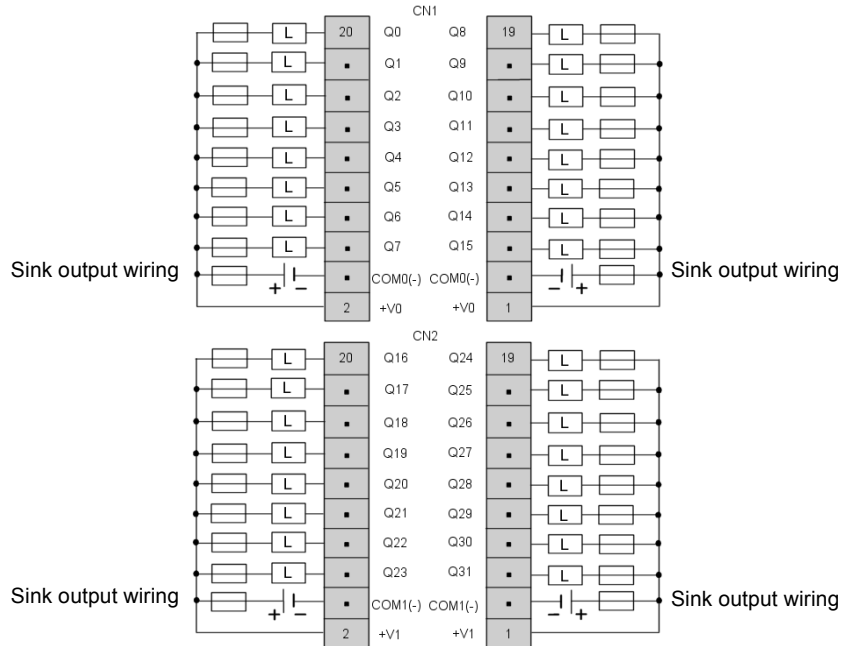 CN1
L 20 Q0 Q8 19 L
L Q1 Q9 L
L Q2 Q10 L
L Q3 Q11 L
L Q4 Q12 L
L Q5 Q13 L
L Q6 Q14 L
L Q7 Q15 L
Sink output wiring + - COM0(-) COM0(-) - + Sink output wiring
2 +V0 +V0 1
CN2
L 20 Q16 Q24 19 L
L Q17 Q25 L
L Q18 Q26 L
L Q19 Q27 L
L Q20 Q28 L
L Q21 Q29 L
L Q22 Q30 L
L Q23 Q31 L
Sink output wiring + - COM1(-) COM1(-) - + Sink output wiring
2 +V1 +V1 1